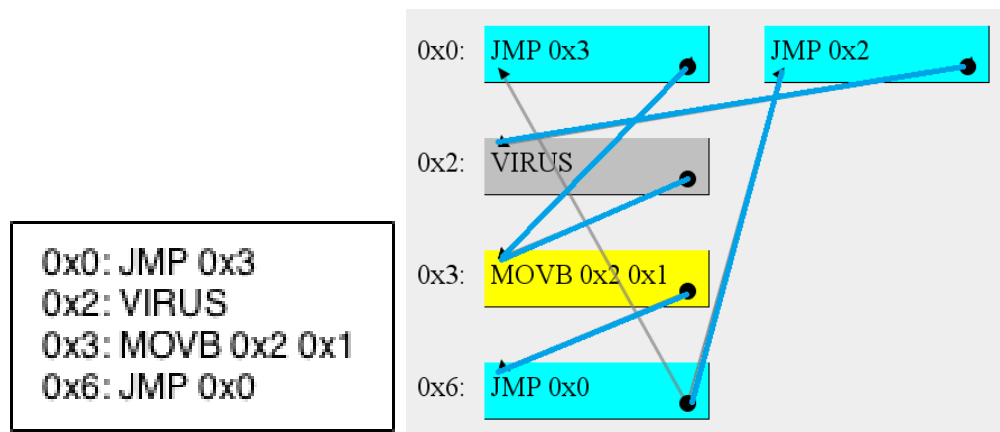 0x0: JMP 0x3
0x2: VIRUS
0x3: MOVB 0x2 0x1
0x6: JMP 0x0
0x0: JMP 0x3 JMP 0x2
0x2: VIRUS
0x3: MOVB 0x2 0x1
0x6: JMP 0x0